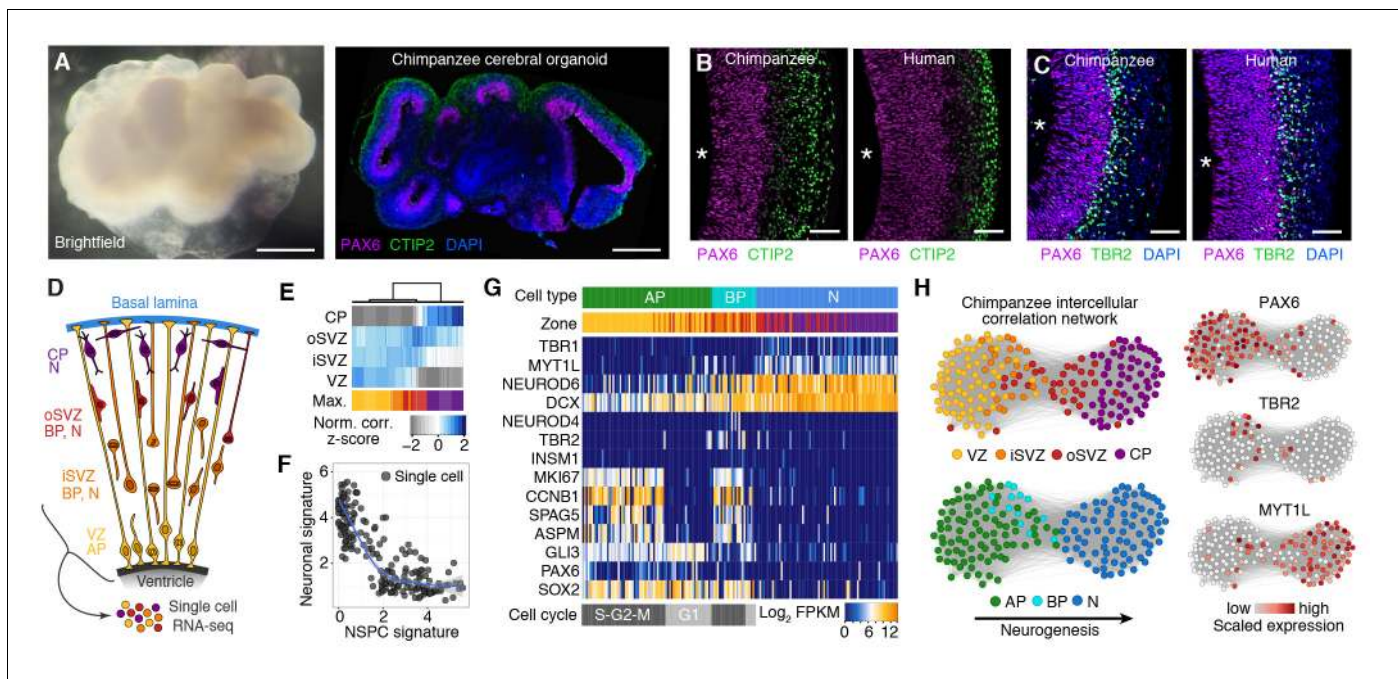 A
Brightfield
Chimpanzee cerebral organoid
PAX6 CTIP2 DAPI
B
Chimpanzee
Human
*
*
PAX6 CTIP2
PAX6 CTIP2
C
Chimpanzee
Human
*
*
PAX6 TBR2 DAPI
PAX6 TBR2 DAPI
D
Basal lamina
CP
N
oSVZ
BP, N
iSVZ
BP, N
VZ
AP
Ventricle
Single cell
RNA-seq
E
CP
oSVZ
iSVZ
VZ
Max.
Norm. corr.
z-score
−2 0 2
F
Neuronal signature
6
4
2
Single cell
0 2 4
NSPC signature
G
Cell type
AP BP N
Zone
TBR1
MYT1L
NEUROD6
DCX
NEUROD4
TBR2
INSM1
MKI67
CCNB1
SPAG5
ASPM
GLI3
PAX6
SOX2
Cell cycle
S-G2-M G1
Log2 FPKM
0 6 12
H
Chimpanzee intercellular
correlation network
VZ iSVZ oSVZ CP
AP BP N
Neurogenesis
PAX6
TBR2
MYT1L
low high
Scaled expression